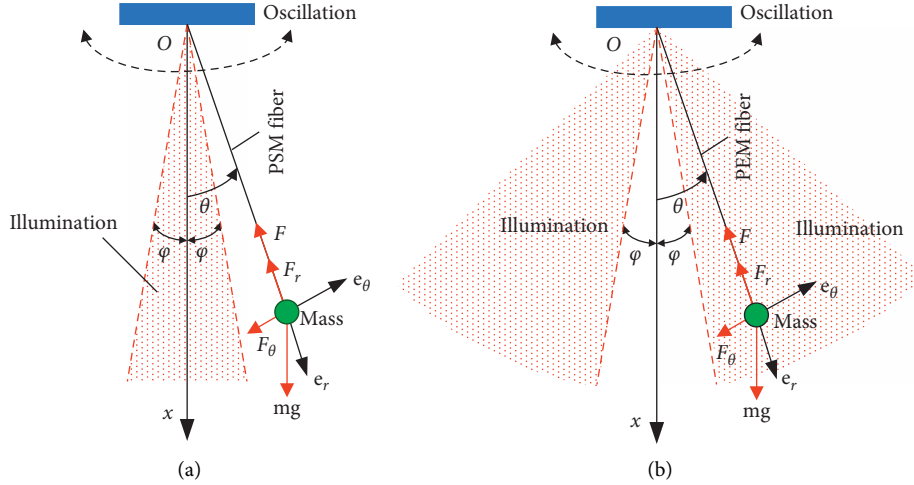 Oscillation
O
PSM fiber
θ
Illumination
φ
φ
F
F_r
e_θ
Mass
F_θ
e_r
mg
x
(a)
Oscillation
O
PEM fiber
θ
Illumination
Illumination
φ
φ
F
F_r
e_θ
Mass
F_θ
e_r
mg
x
(b)